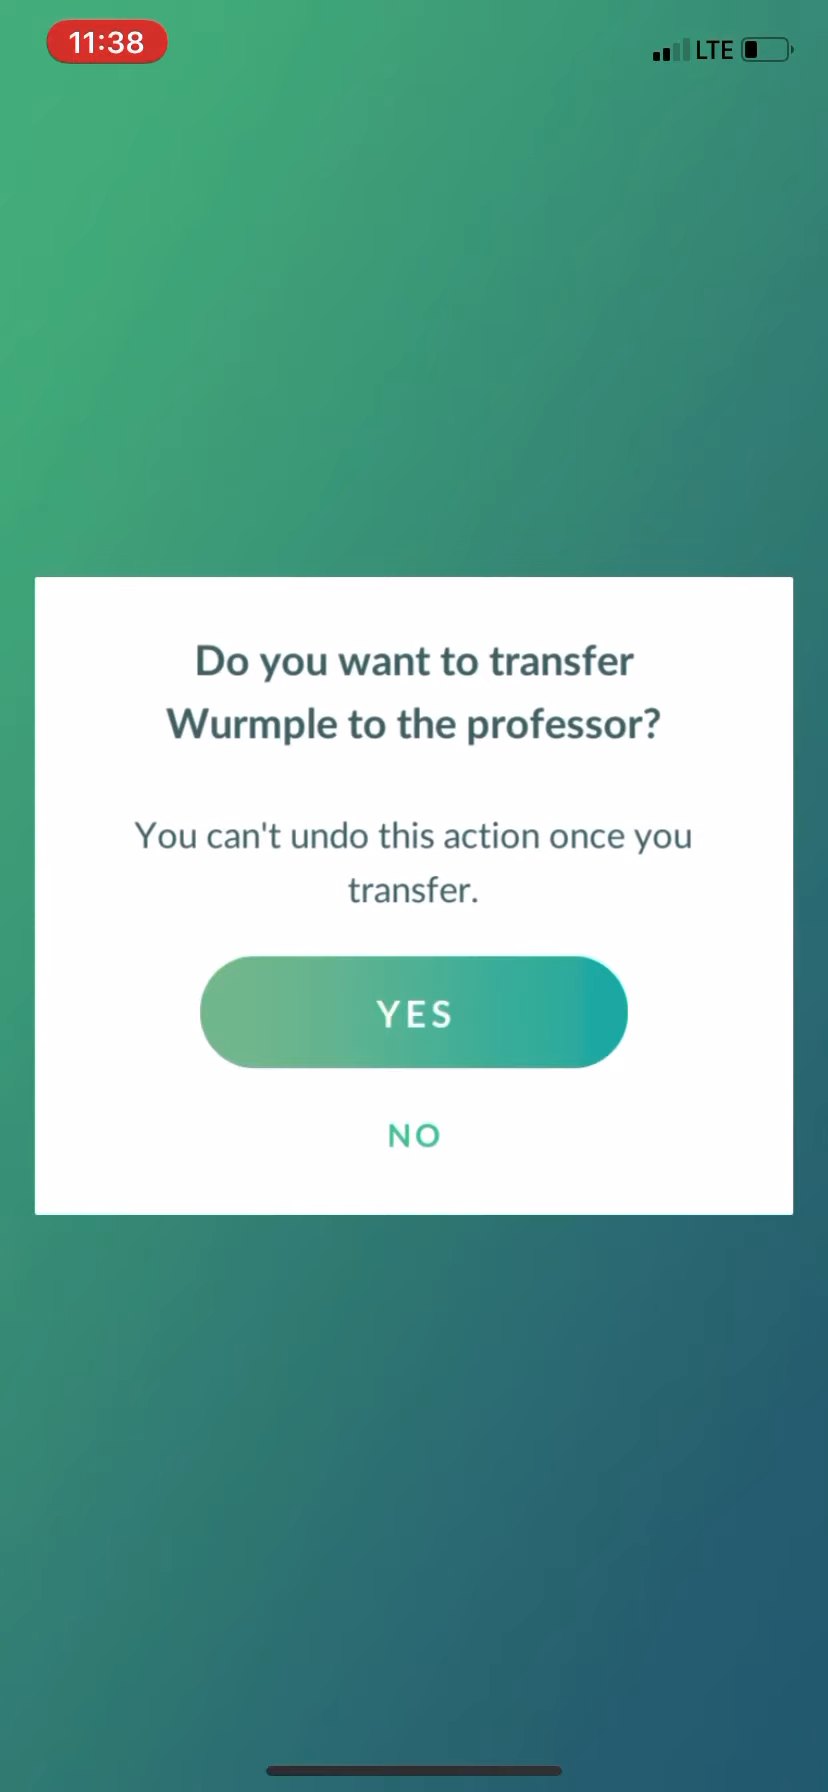 11:38
LTE
Do you want to transfer
Wurmple to the professor?
You can't undo this action once you
transfer.
YES
NO